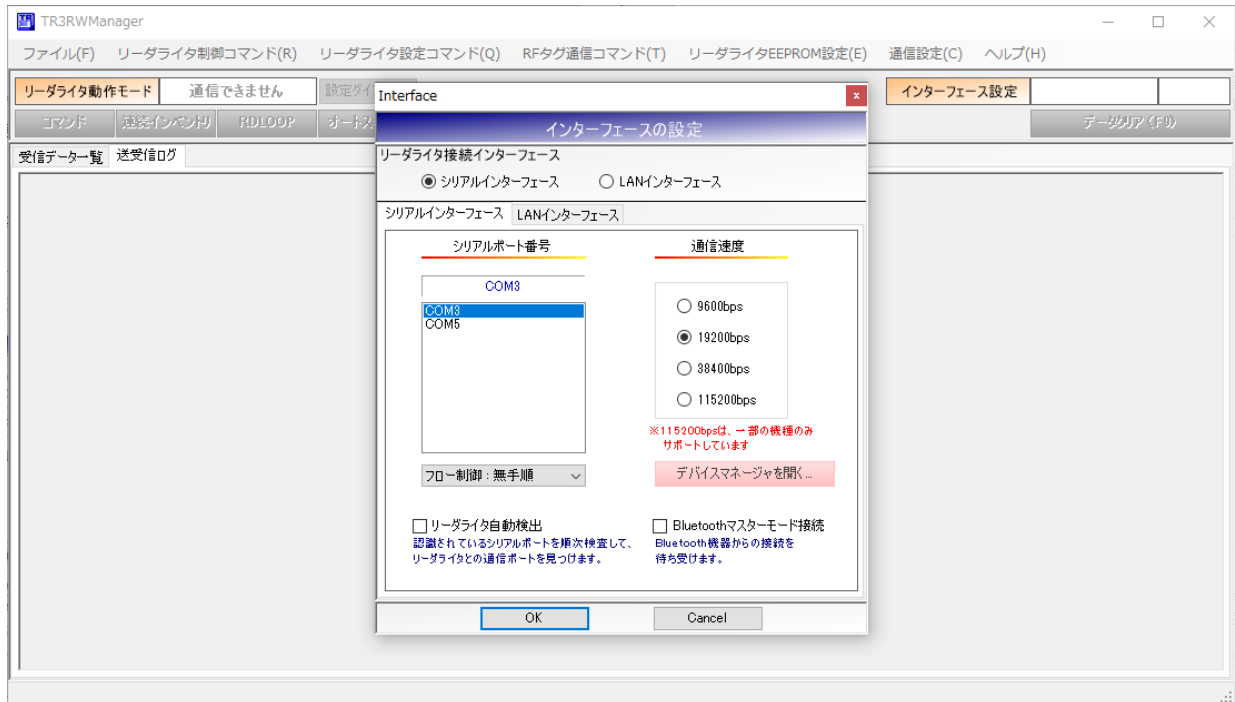 TR3RWManager
ファイル(F) リーダライタ制御コマンド(R) リーダライタ設定コマンド(Q) RFタグ通信コマンド(T) リーダライタEEPROM設定(E) 通信設定(C) ヘルプ(H)
リーダライタ動作モード 通信できません 設定ダイ インターフェース設定
コマンド 連続インベントリ RDLOOP オートス データクリア (F9)
受信データ一覧 送受信ログ
Interface
インターフェースの設定
リーダライタ接続インターフェース
シリアルインターフェース LANインターフェース
シリアルインターフェース LANインターフェース
シリアルポート番号 通信速度
COM3
COM3
COM5
9600bps
19200bps
38400bps
115200bps
※115200bpsは、一部の機種のみ
サポートしています
フロー制御 : 無手順 デバイスマネージャを開く...
リーダライタ自動検出 Bluetoothマスターモード接続
認識されているシリアルポートを順次検査して、 Bluetooth機器からの接続を
リーダライタとの通信ポートを見つけます。 待ち受けます。
OK Cancel